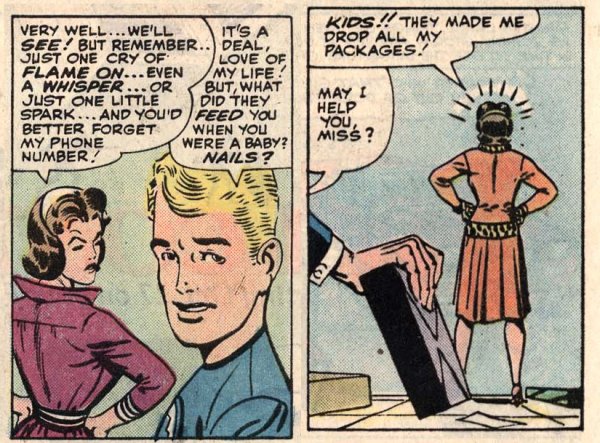 VERY WELL...WE'LL
SEE! BUT REMEMBER..
JUST ONE CRY OF
FLAME ON...EVEN
A WHISPER...OR
JUST ONE LITTLE
SPARK...AND YOU'D
BETTER FORGET
MY PHONE
NUMBER!
IT'S A
DEAL,
LOVE OF
MY LIFE!
BUT, WHAT
DID THEY
FEED YOU
WHEN YOU
WERE A BABY?
NAILS?
KIDS!! THEY MADE ME
DROP ALL MY
PACKAGES!
MAY I
HELP
YOU,
MISS?